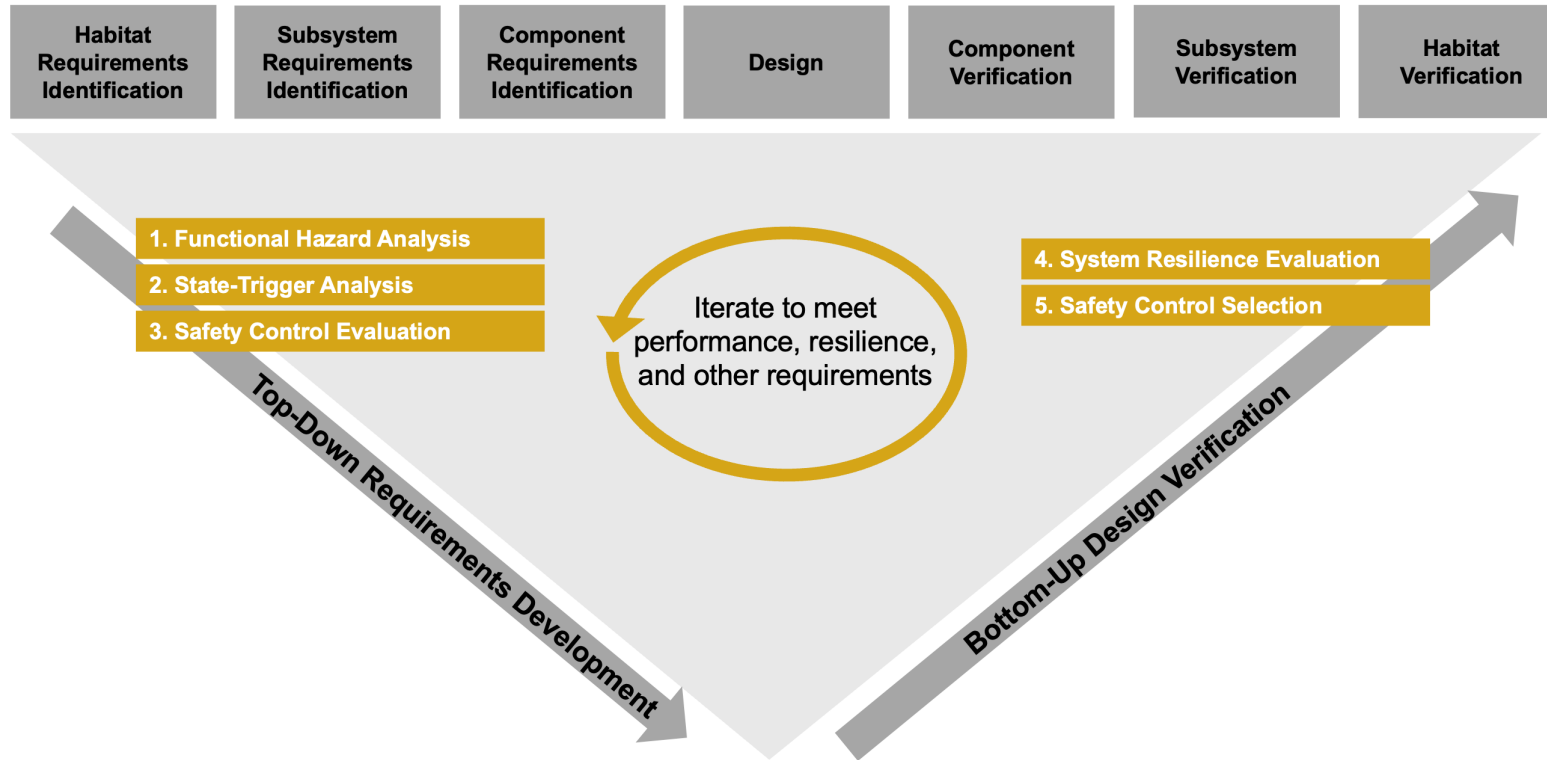 Habitat
Requirements
Identification
Subsystem
Requirements
Identification
Component
Requirements
Identification
Design
Component
Verification
Subsystem
Verification
Habitat
Verification
1. Functional Hazard Analysis
2. State-Trigger Analysis
3. Safety Control Evaluation
Iterate to meet
performance, resilience,
and other requirements
4. System Resilience Evaluation
5. Safety Control Selection
Top-Down Requirements Development
Bottom-Up Design Verification